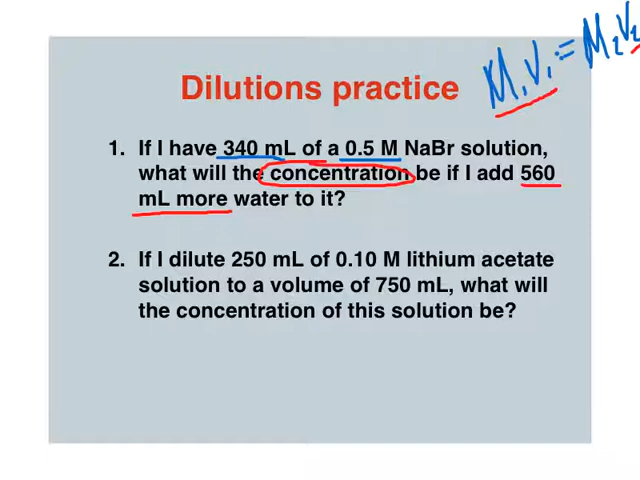 M₁V₁ = M₂V₂
Dilutions practice
1. If I have 340 mL of a 0.5 M NaBr solution,
what will the concentration be if I add 560
mL more water to it?
2. If I dilute 250 mL of 0.10 M lithium acetate
solution to a volume of 750 mL, what will
the concentration of this solution be?